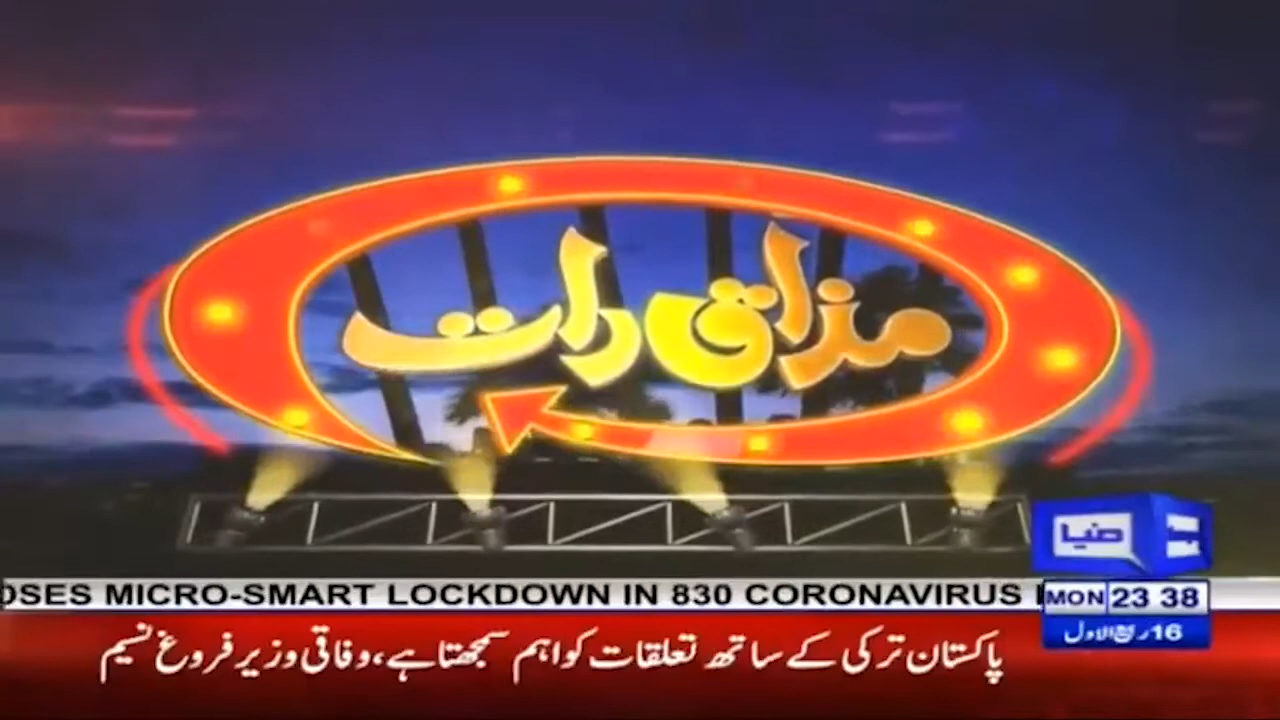 مذاق رات
دنیا
OSES MICRO-SMART LOCKDOWN IN 830 CORONAVIRUS
MON 23 38
پاکستان ترکی کے ساتھ تعلقات کو اہم سمجھتا ہے، وفاقی وزیر فروغ نسیم
16 ربیع الاول